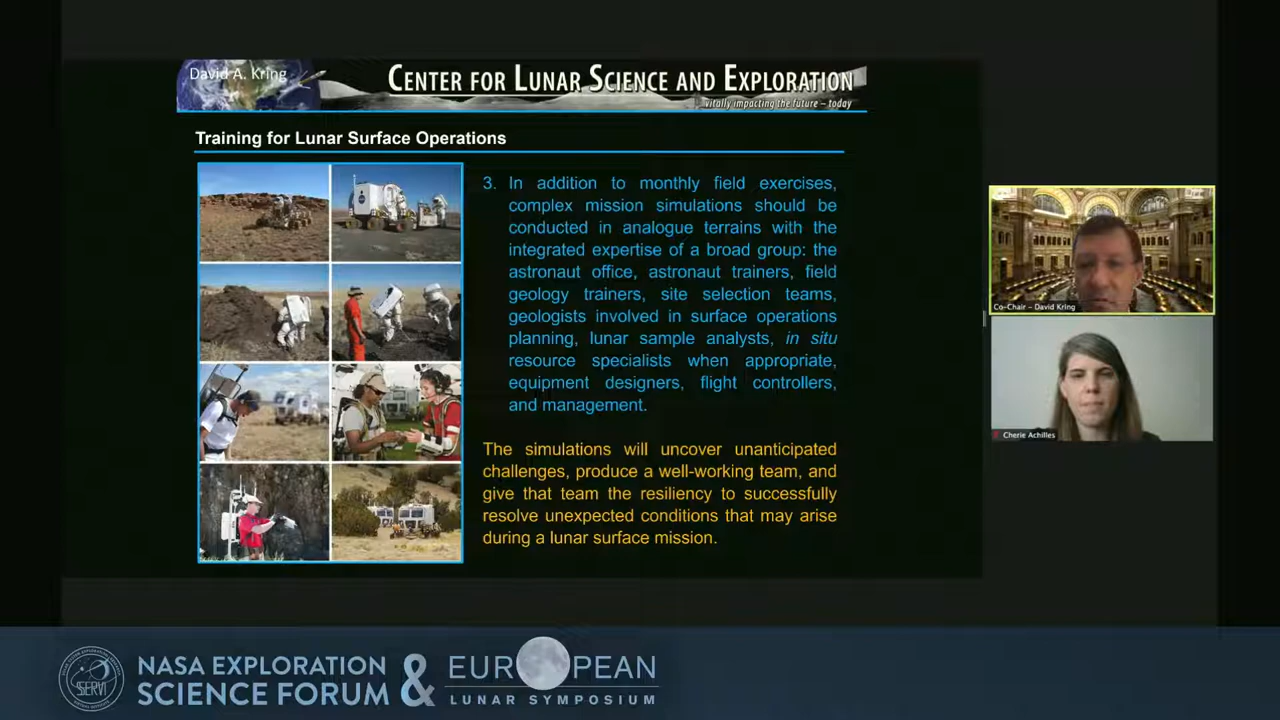 David A. Kring
CENTER FOR LUNAR SCIENCE AND EXPLORATION
vitally impacting the future – today
Training for Lunar Surface Operations
3. In addition to monthly field exercises,
complex mission simulations should be
conducted in analogue terrains with the
integrated expertise of a broad group: the
astronaut office, astronaut trainers, field
geology trainers, site selection teams,
geologists involved in surface operations
planning, lunar sample analysts, in situ
resource specialists when appropriate,
equipment designers, flight controllers,
and management.
The simulations will uncover unanticipated
challenges, produce a well-working team, and
give that team the resiliency to successfully
resolve unexpected conditions that may arise
during a lunar surface mission.
Co-Chair – David Kring
Cherie Achilles
SERVI
NASA EXPLORATION
SCIENCE FORUM
&
EUROPEAN
LUNAR SYMPOSIUM